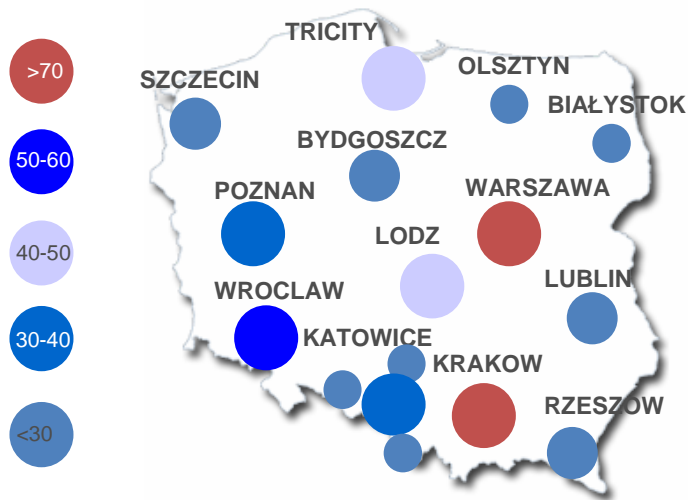 >70
50-60
40-50
30-40
<30
TRICITY
SZCZECIN
OLSZTYN
BIAŁYSTOK
BYDGOSZCZ
POZNAN
WARSZAWA
LODZ
WROCLAW
LUBLIN
KATOWICE
KRAKOW
RZESZOW